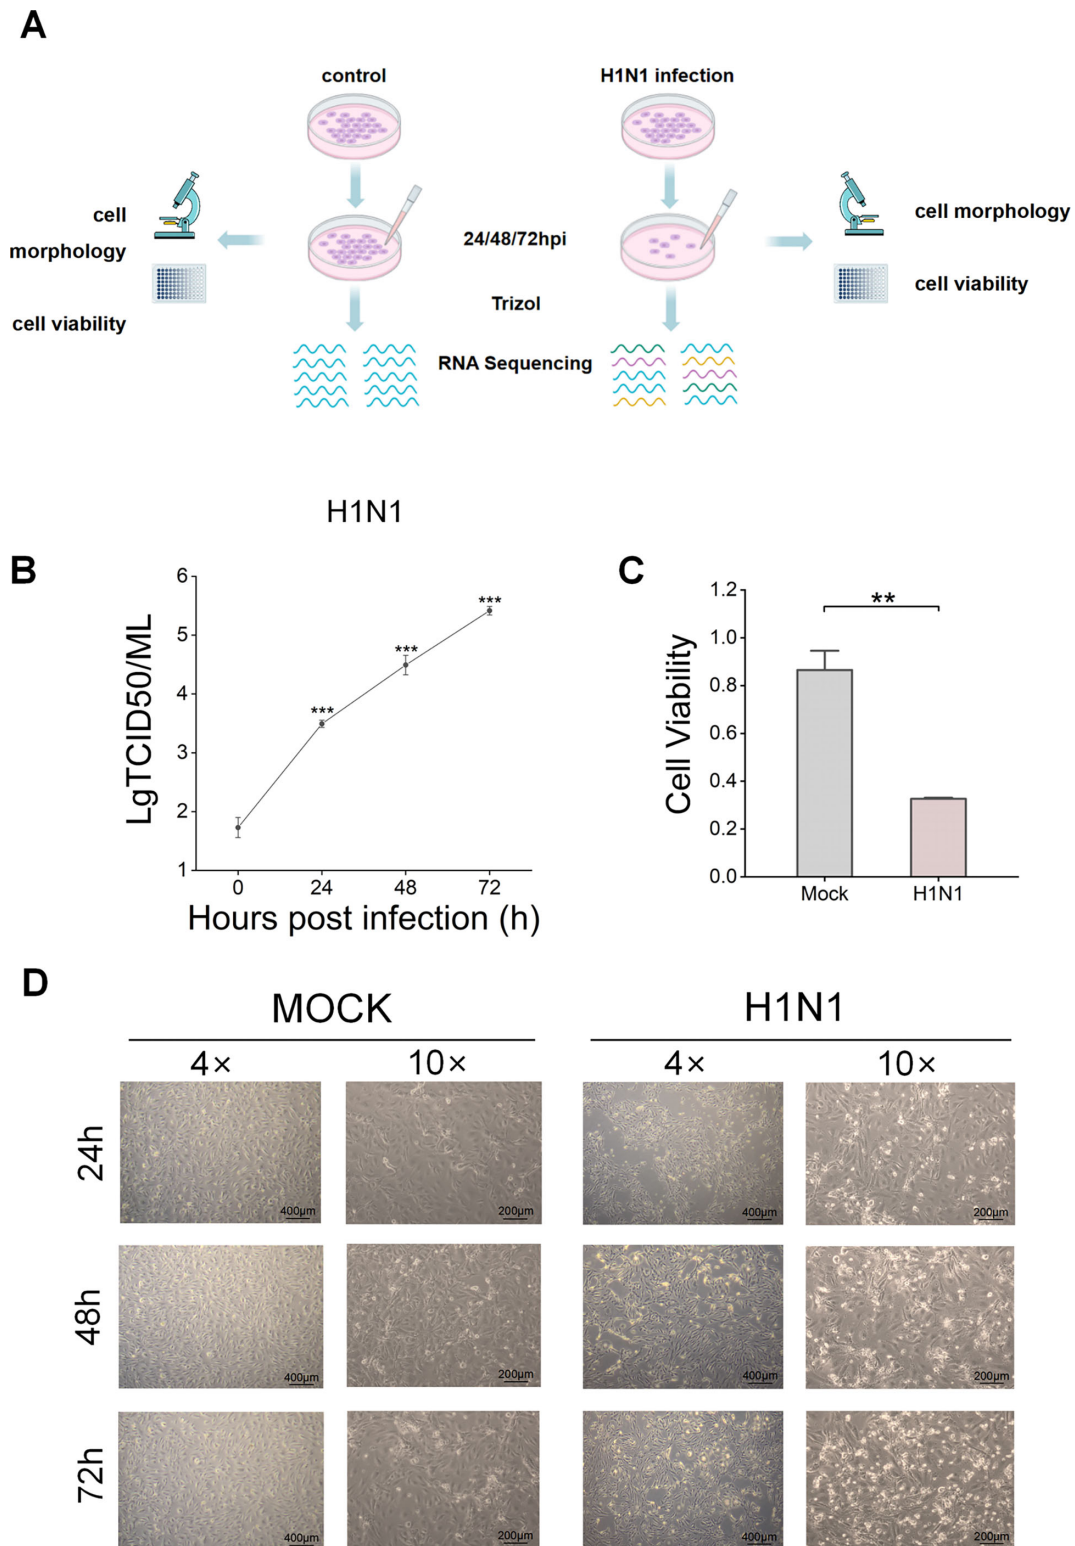 A
control
H1N1 infection
cell
morphology
cell viability
24/48/72hpi
Trizol
RNA Sequencing
cell morphology
cell viability
H1N1
B
LgTCID50/ML
6
5
4
3
2
1
***
***
***
0 24 48 72
Hours post infection (h)
C
Cell Viability
1.2
1.0
0.8
0.6
0.4
0.2
0.0
**
Mock H1N1
D
MOCK H1N1
4× 10× 4× 10×
24h
400μm 200μm 400μm 200μm
48h
400μm 200μm 400μm 200μm
72h
400μm 200μm 400μm 200μm